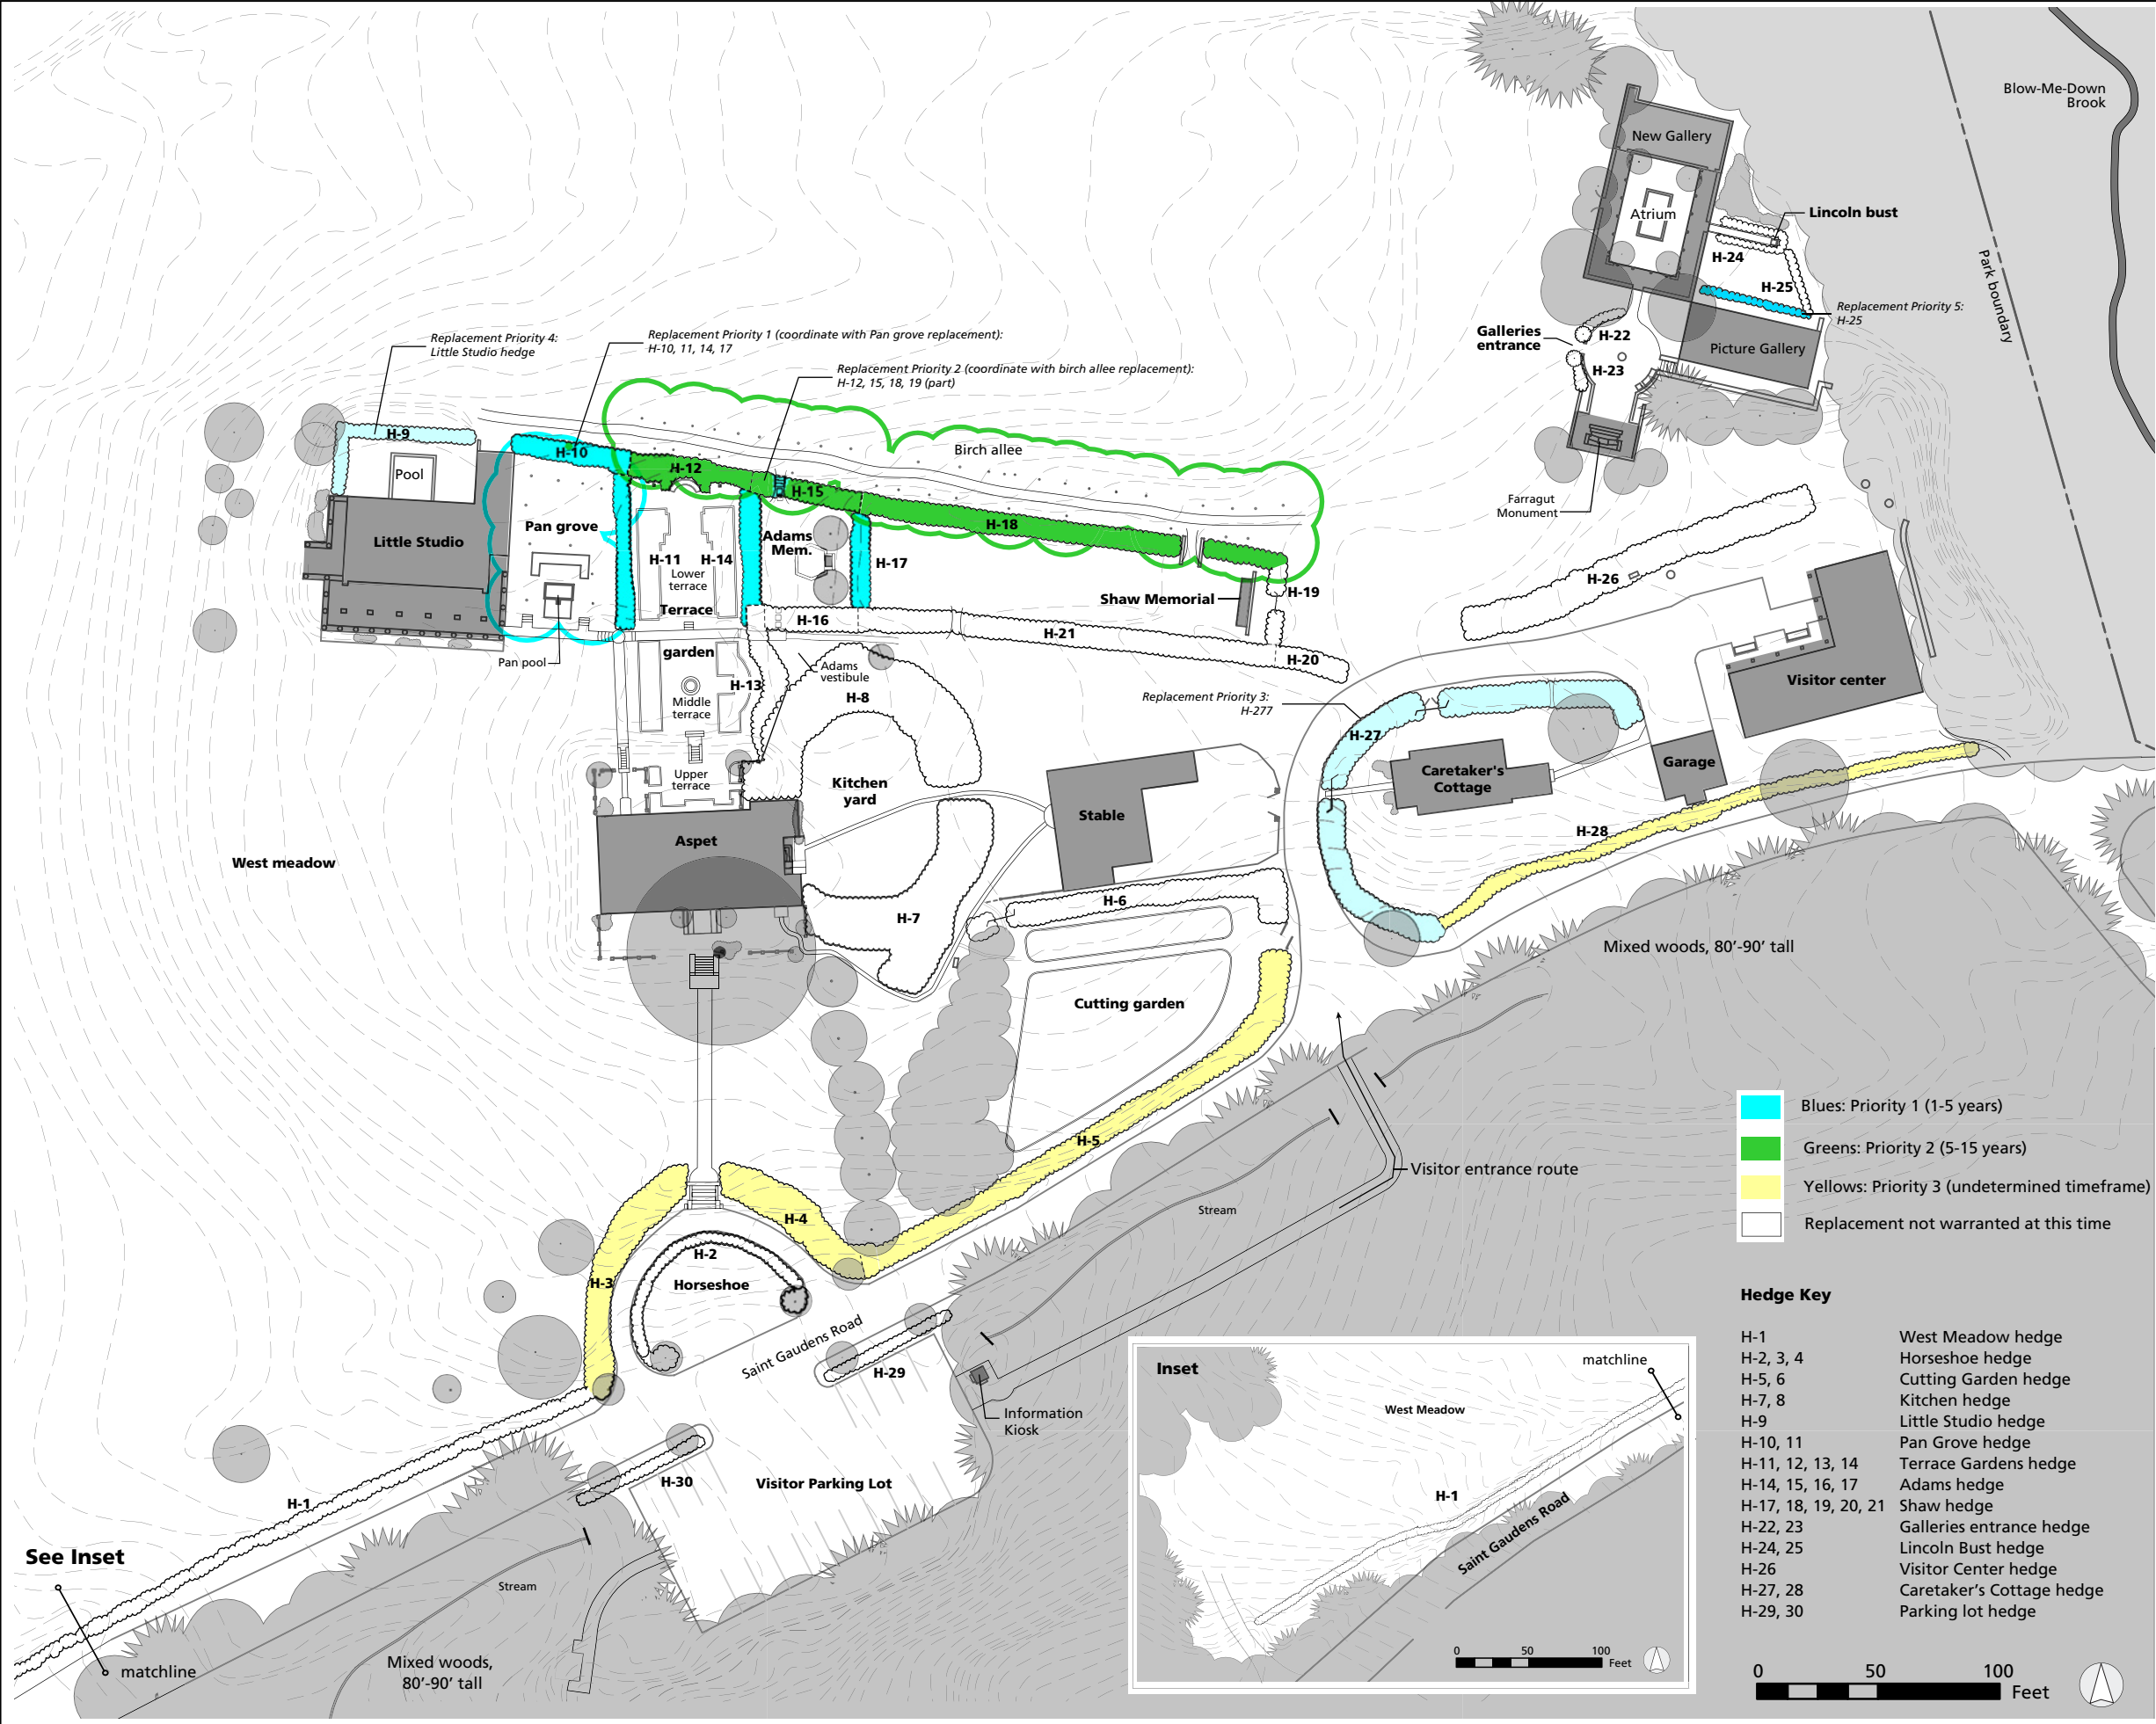 Blow-Me-Down
Brook
New Gallery
Atrium
Lincoln bust
H-24
H-25
Park boundary
Replacement Priority 5:
H-25
Galleries
entrance
H-22
Picture Gallery
H-23
Farragut
Monument
Replacement Priority 4:
Little Studio hedge
Replacement Priority 1 (coordinate with Pan grove replacement):
H-10, 11, 14, 17
Replacement Priority 2 (coordinate with birch allee replacement):
H-12, 15, 18, 19 (part)
H-9
Pool
H-10
H-12
H-15
Birch allee
H-18
Pan grove
Little Studio
Adams
Mem.
H-11
H-14
H-17
Lower
terrace
Terrace
garden
H-16
H-21
Shaw Memorial
H-19
H-20
H-26
Visitor center
Pan pool
Adams
vestibule
H-13
H-8
Middle
terrace
Replacement Priority 3:
H-277
H-27
Upper
terrace
Kitchen
yard
Caretaker's
Cottage
Garage
Aspet
Stable
H-28
West meadow
H-6
H-7
Mixed woods, 80'-90' tall
Cutting garden
H-5
Visitor entrance route
Stream
H-4
H-2
H-3
Horseshoe
Saint Gaudens Road
H-29
Information
Kiosk
H-30
Visitor Parking Lot
H-1
See Inset
Stream
matchline
Mixed woods,
80'-90' tall
Inset
matchline
West Meadow
H-1
Saint Gaudens Road
0 50 100
Feet
Blues: Priority 1 (1-5 years)
Greens: Priority 2 (5-15 years)
Yellows: Priority 3 (undetermined timeframe)
Replacement not warranted at this time
Hedge Key
H-1 West Meadow hedge
H-2, 3, 4 Horseshoe hedge
H-5, 6 Cutting Garden hedge
H-7, 8 Kitchen hedge
H-9 Little Studio hedge
H-10, 11 Pan Grove hedge
H-11, 12, 13, 14 Terrace Gardens hedge
H-14, 15, 16, 17 Adams hedge
H-17, 18, 19, 20, 21 Shaw hedge
H-22, 23 Galleries entrance hedge
H-24, 25 Lincoln Bust hedge
H-26 Visitor Center hedge
H-27, 28 Caretaker's Cottage hedge
H-29, 30 Parking lot hedge
0 50 100
Feet